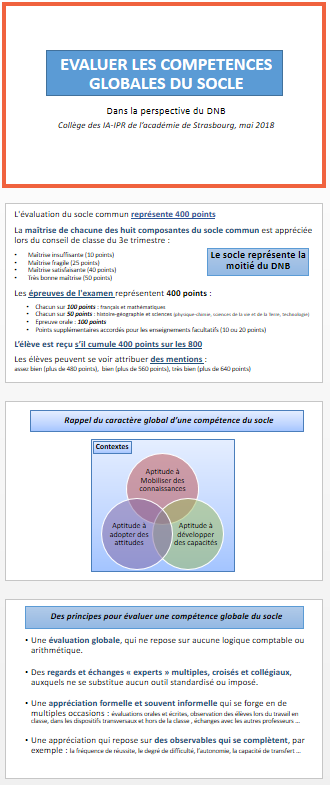 EVALUER LES COMPETENCES
GLOBALES DU SOCLE
Dans la perspective du DNB
Collège des IA-IPR de l'académie de Strasbourg, mai 2018
L'évaluation du socle commun représente 400 points
La maîtrise de chacune des huit composantes du socle commun est appréciée
lors du conseil de classe du 3e trimestre :
• Maîtrise insuffisante (10 points)
• Maîtrise fragile (25 points)
• Maîtrise satisfaisante (40 points)
• Très bonne maîtrise (50 points)
Le socle représente la
moitié du DNB
Les épreuves de l'examen représentent 400 points :
• Chacun sur 100 points : français et mathématiques
• Chacun sur 50 points : histoire-géographie et sciences (physique-chimie, sciences de la vie et de la Terre, technologie)
• Epreuve orale : 100 points
• Points supplémentaires accordés pour les enseignements facultatifs (10 ou 20 points)
L'élève est reçu s'il cumule 400 points sur les 800
Les élèves peuvent se voir attribuer des mentions :
assez bien (plus de 480 points), bien (plus de 560 points), très bien (plus de 640 points)
Rappel du caractère global d'une compétence du socle
Contextes
Aptitude à
Mobiliser des
connaissances
Aptitude à
adopter des
attitudes
Aptitude à
développer
des capacités
Des principes pour évaluer une compétence globale du socle
• Une évaluation globale, qui ne repose sur aucune logique comptable ou
arithmétique.
• Des regards et échanges « experts » multiples, croisés et collégiaux,
auxquels ne se substitue aucun outil standardisé ou imposé.
• Une appréciation formelle et souvent informelle qui se forge en de
multiples occasions : évaluations orales et écrites, observation des élèves lors du travail en
classe, dans les dispositifs transversaux et hors de la classe , échanges avec les autres professeurs ...
• Une appréciation qui repose sur des observables qui se complètent, par
exemple : la fréquence de réussite, le degré de difficulté, l'autonomie, la capacité de transfert ...